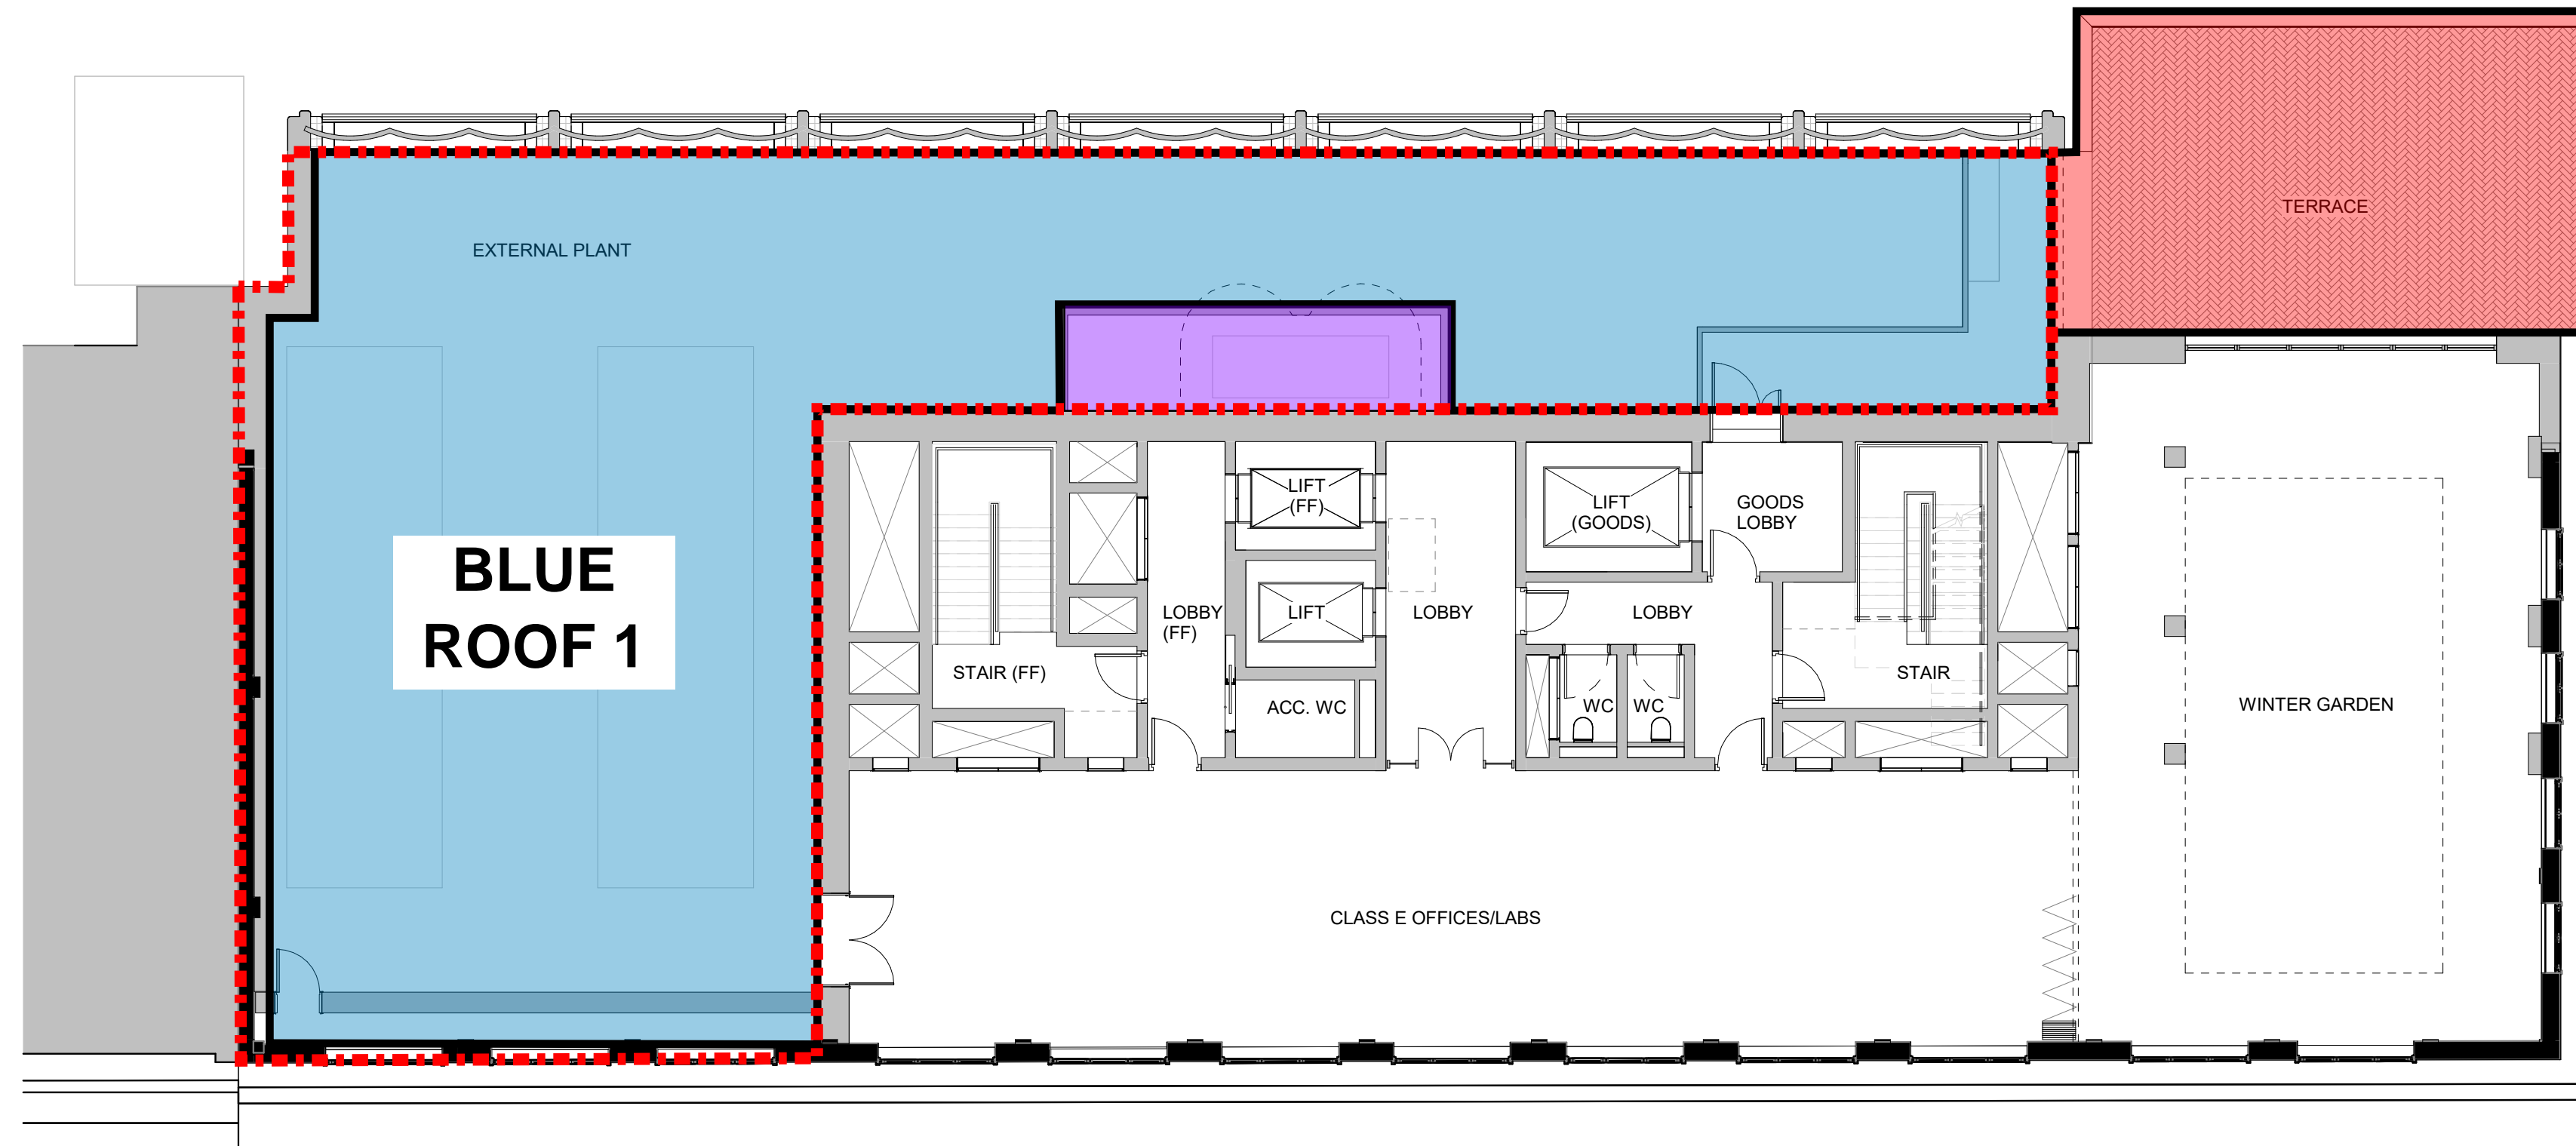 TERRACE
EXTERNAL PLANT
BLUE
ROOF 1
LIFT
(FF)
LIFT
(GOODS)
GOODS
LOBBY
LOBBY
(FF)
LIFT
LOBBY
LOBBY
STAIR (FF)
STAIR
ACC. WC
WC
WC
WINTER GARDEN
CLASS E OFFICES/LABS